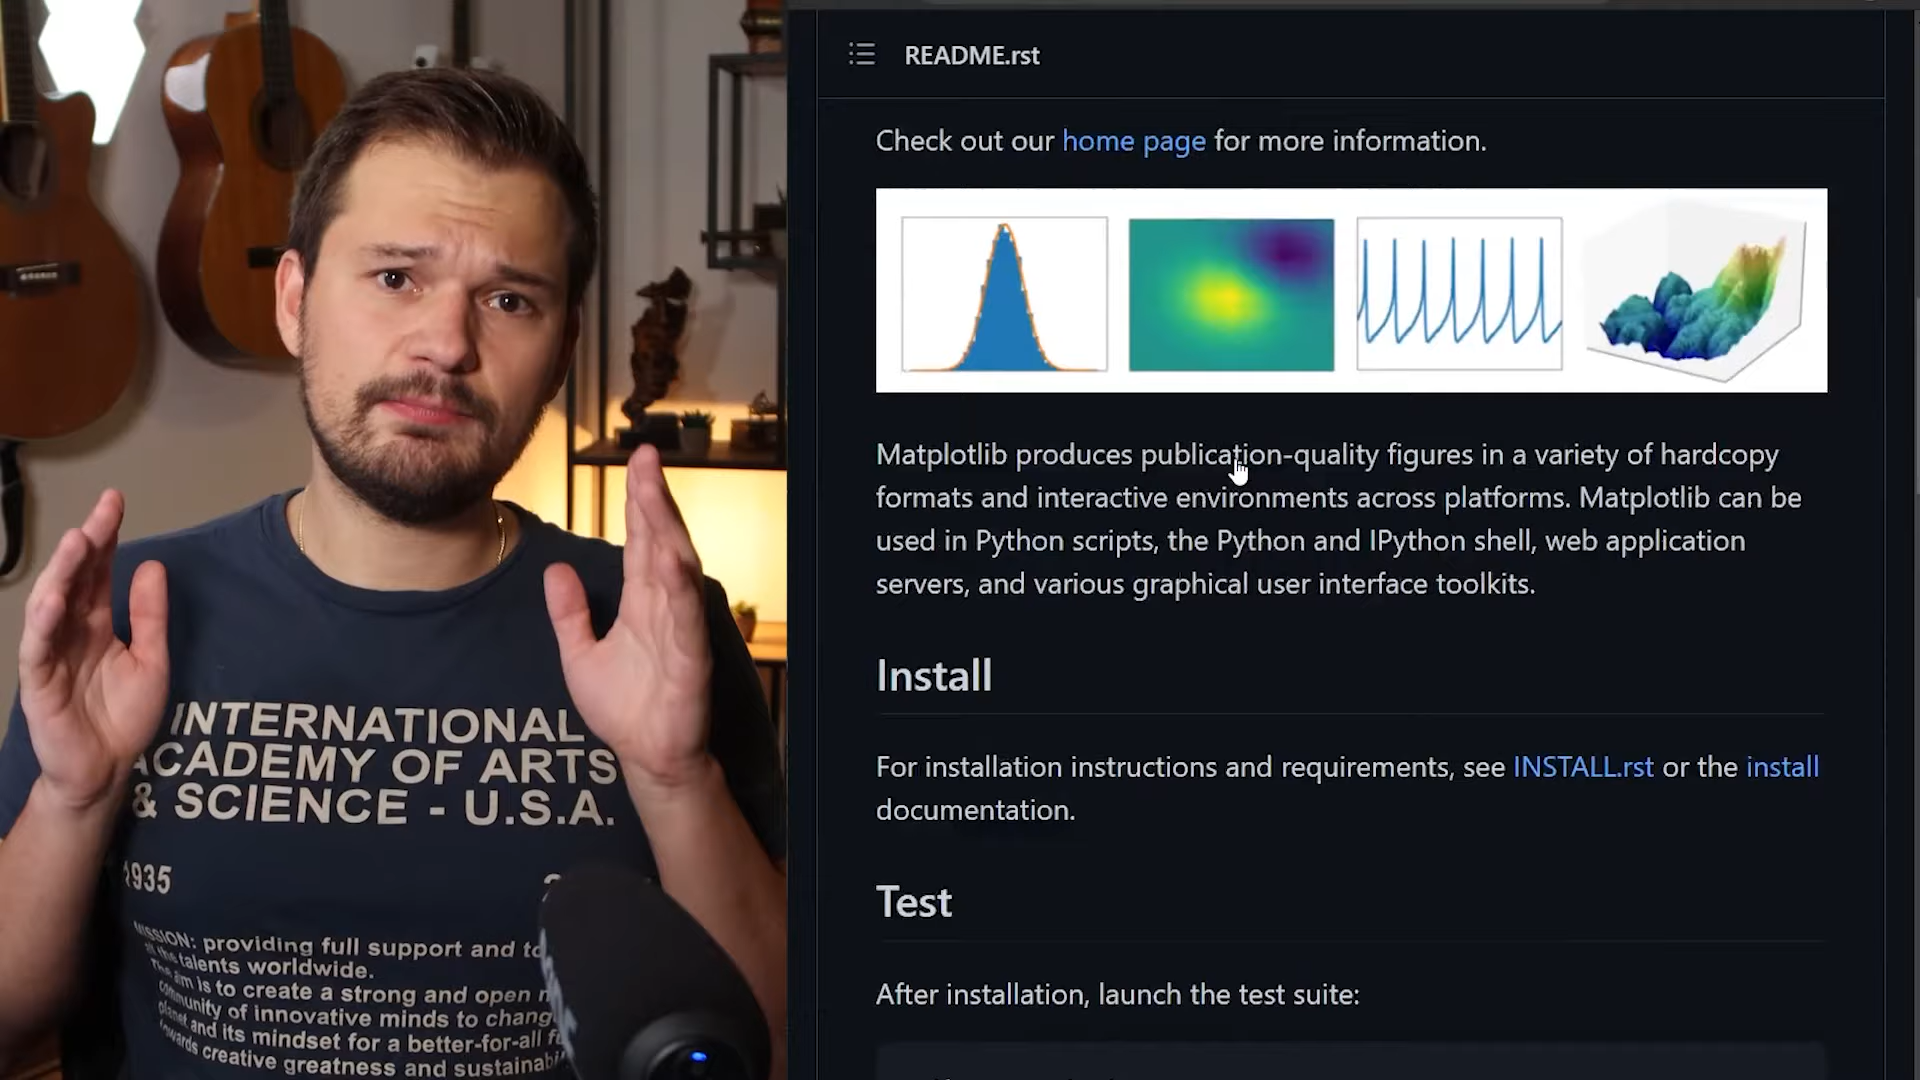 INTERNATIONAL
ACADEMY OF ARTS
& SCIENCE - U.S.A.
1935
MISSION: providing full support and
talents worldwide.
is to create a strong and open
of innovative minds to
and its mindset for a better-for-all
creative greatness and
README.rst
Check out our home page for more information.
Matplotlib produces publication-quality figures in a variety of hardcopy
formats and interactive environments across platforms. Matplotlib can be
used in Python scripts, the Python and IPython shell, web application
servers, and various graphical user interface toolkits.
Install
For installation instructions and requirements, see INSTALL.rst or the install
documentation.
Test
After installation, launch the test suite: